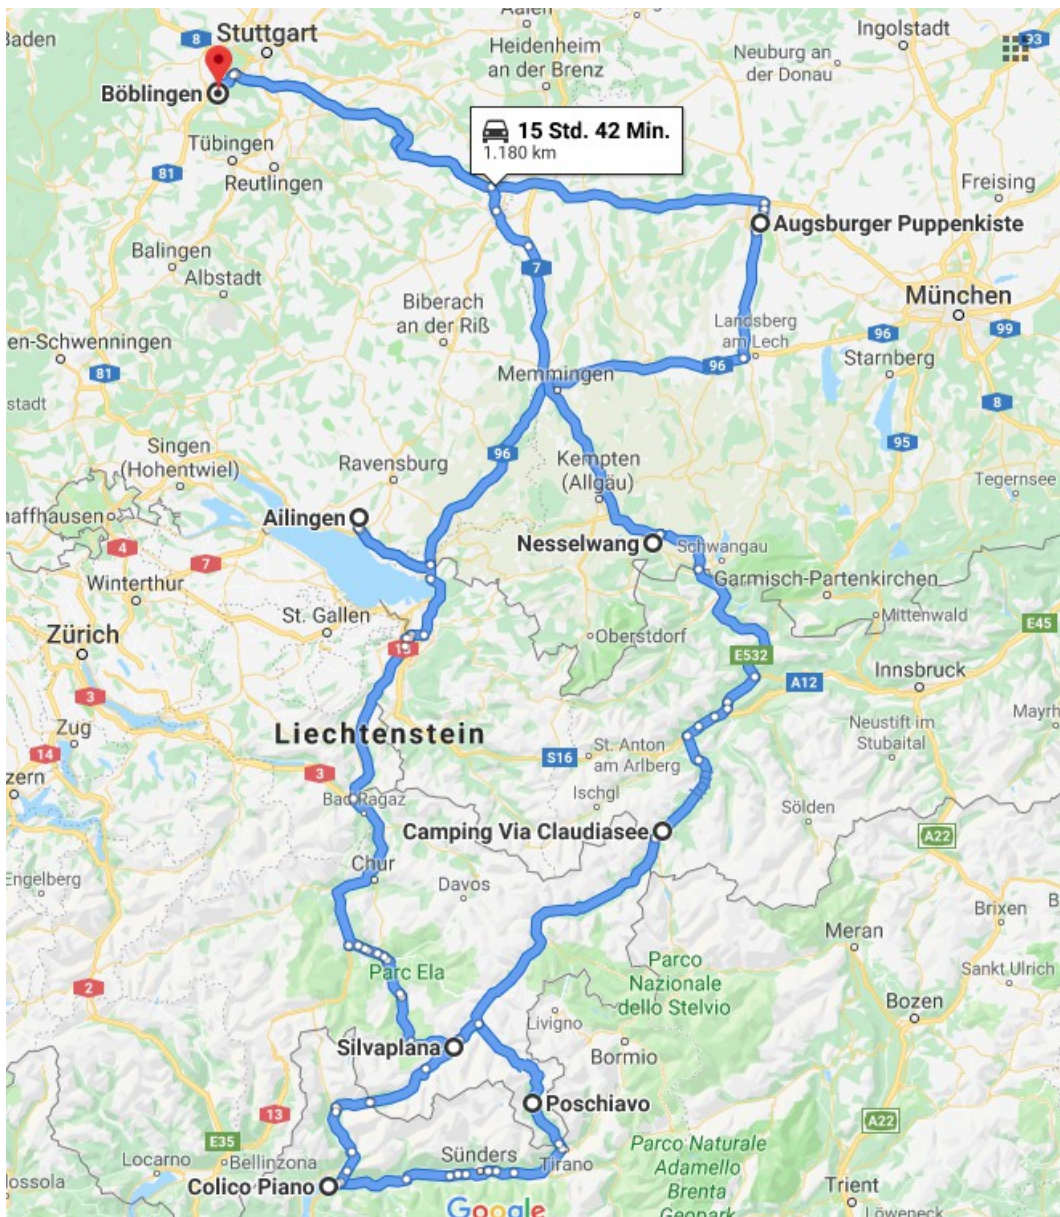 Aalen
Ingolstadt
Baden
8
Stuttgart
93
Heidenheim
an der Brenz
Neuburg an
der Donau
Böblingen
15 Std. 42 Min.
1.180 km
Tübingen
81
Reutlingen
Freising
Augsburger Puppenkiste
Balingen
Albstadt
7
München
Biberach
an der Riß
Landsberg
am Lech
96
99
en-Schwenningen
Starnberg
96
81
Memmingen
stadt
8
95
Singen
(Hohentwiel)
Ravensburg
96
Kempten
(Allgäu)
Tegernsee
haffhausen
Ailingen
4
7
Nesselwang
Schwangau
Winterthur
Garmisch-Partenkirchen
St. Gallen
Mittenwald
Zürich
Oberstdorf
E45
13
E532
Innsbruck
A12
3
Zug
Liechtenstein
Neustift im
Stubaital
Mayrh
14
St. Anton
am Arlberg
S16
3
zern
Bad Ragaz
Ischgl
Sölden
Camping Via Claudiasee
A22
Chur
Engelberg
Davos
B
Brixen
Meran
Parc Ela
Parco
Nazionale
dello Stelvio
Sankt Ulrich
2
Bozen
Livigno
Silvaplana
Bormio
Poschiavo
13
A22
E35
Sünders
Parco Naturale
Adamello
Brenta
Geopark
Locarno
Bellinzona
Tirano
ossola
Colico Piano
Trient
Google
Löweneck